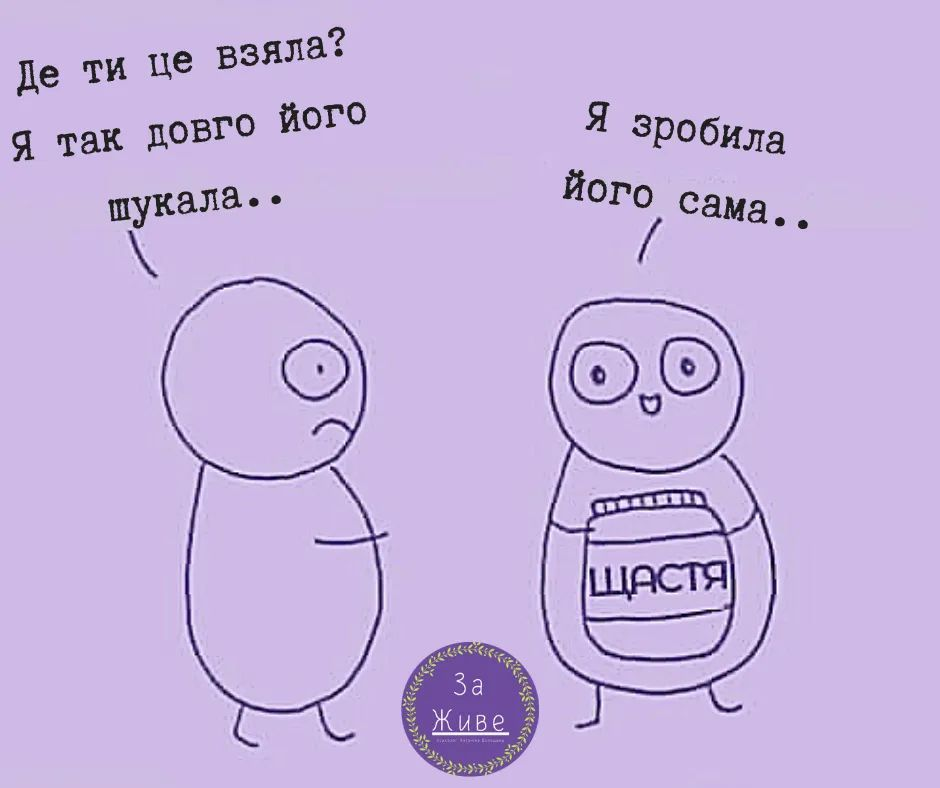 Де ти це взяла?
Я так довго його
шукала..
Я зробила
його сама..
ЩАСТЯ
За
Живе